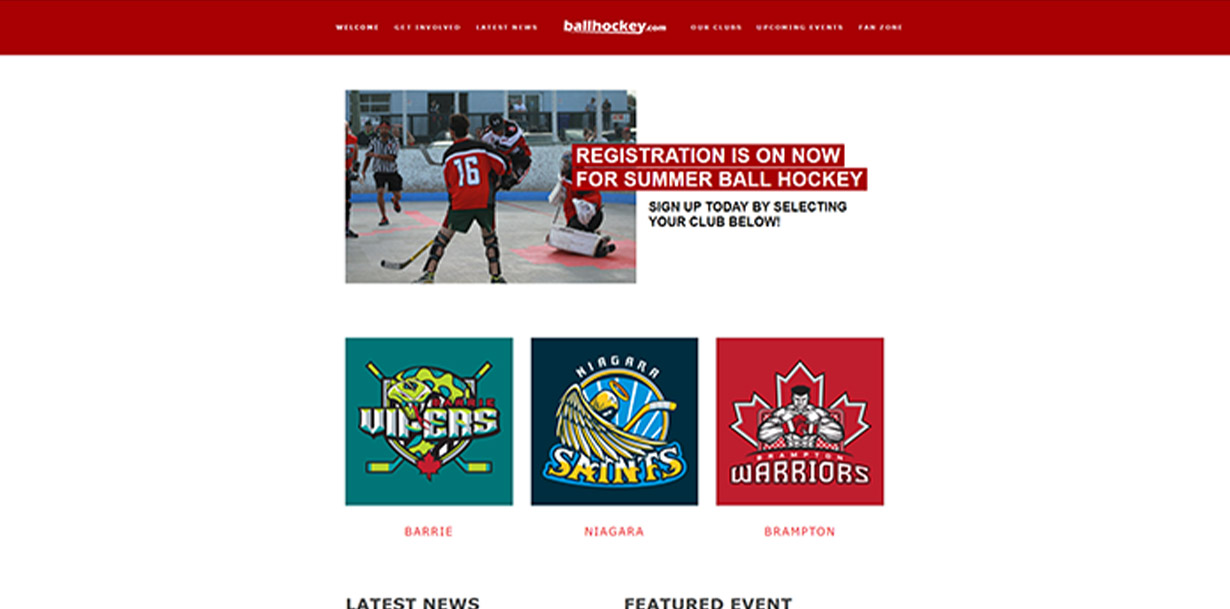 WELCOME GET INVOLVED LATEST NEWS ballhockey.com OUR CLUBS UPCOMING EVENTS FAN ZONE
16
REGISTRATION IS ON NOW
FOR SUMMER BALL HOCKEY
SIGN UP TODAY BY SELECTING
YOUR CLUB BELOW!
BARRIE
VIPERS
NIAGARA
SAINTS
BRAMPTON
WARRIORS
BARRIE NIAGARA BRAMPTON
LATEST NEWS FEATURED EVENT